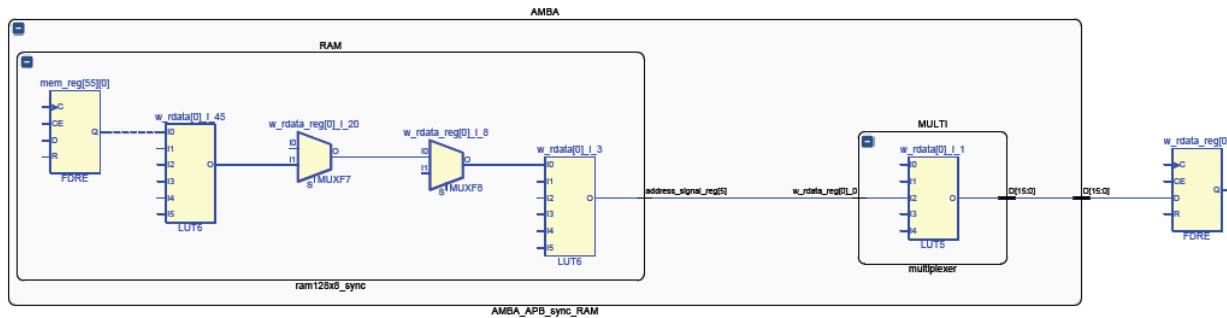 AMBA
RAM
mem_reg[55][0]
C
CE
D
R
Q
FDRE
w_rdata[0]_I_45
I0
I1
I2
I3
I4
I5
O
LUT6
w_rdata_reg[0]_I_20
I0
I1
O
S
MUXF7
w_rdata_reg[0]_I_8
I0
I1
O
S
MUXF8
w_rdata[0]_I_3
I0
I1
I2
I3
I4
I5
O
LUT6
ram128x8_sync
address_signal_reg[5]
w_rdata_reg[0]_0
MULTI
w_rdata[0]_I_1
I0
I1
I2
I3
I4
O
LUT5
multiplexer
D[15:0]
D[15:0]
AMBA_APB_sync_RAM
w_rdata_reg[0
C
CE
D
R
Q
FDRE